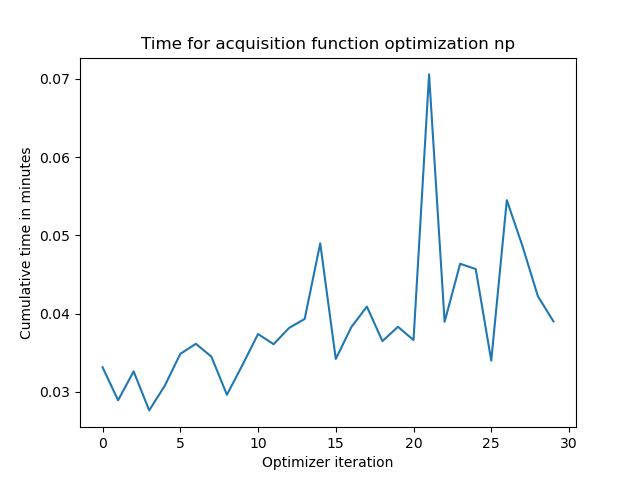 Time for acquisition function optimization np
0.07
0.06
0.05
0.04
0.03
Cumulative time in minutes
0 5 10 15 20 25 30
Optimizer iteration